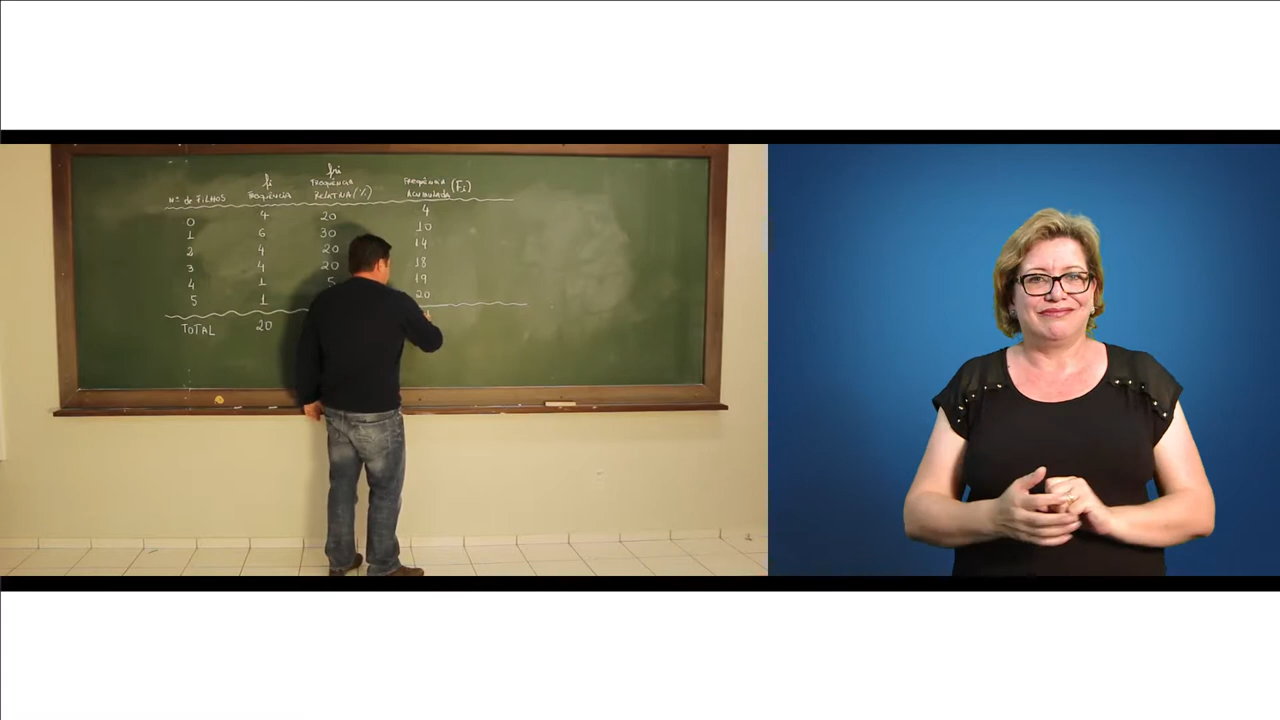 fi fri
Nº de FILHOS FREQUÊNCIA FREQUÊNCIA RELATIVA (%) FREQUÊNCIA ACUMULADA (Fi)
0 4 20 4
1 6 30 10
2 4 20 14
3 4 20 18
4 1 5 19
5 1 20
TOTAL 20